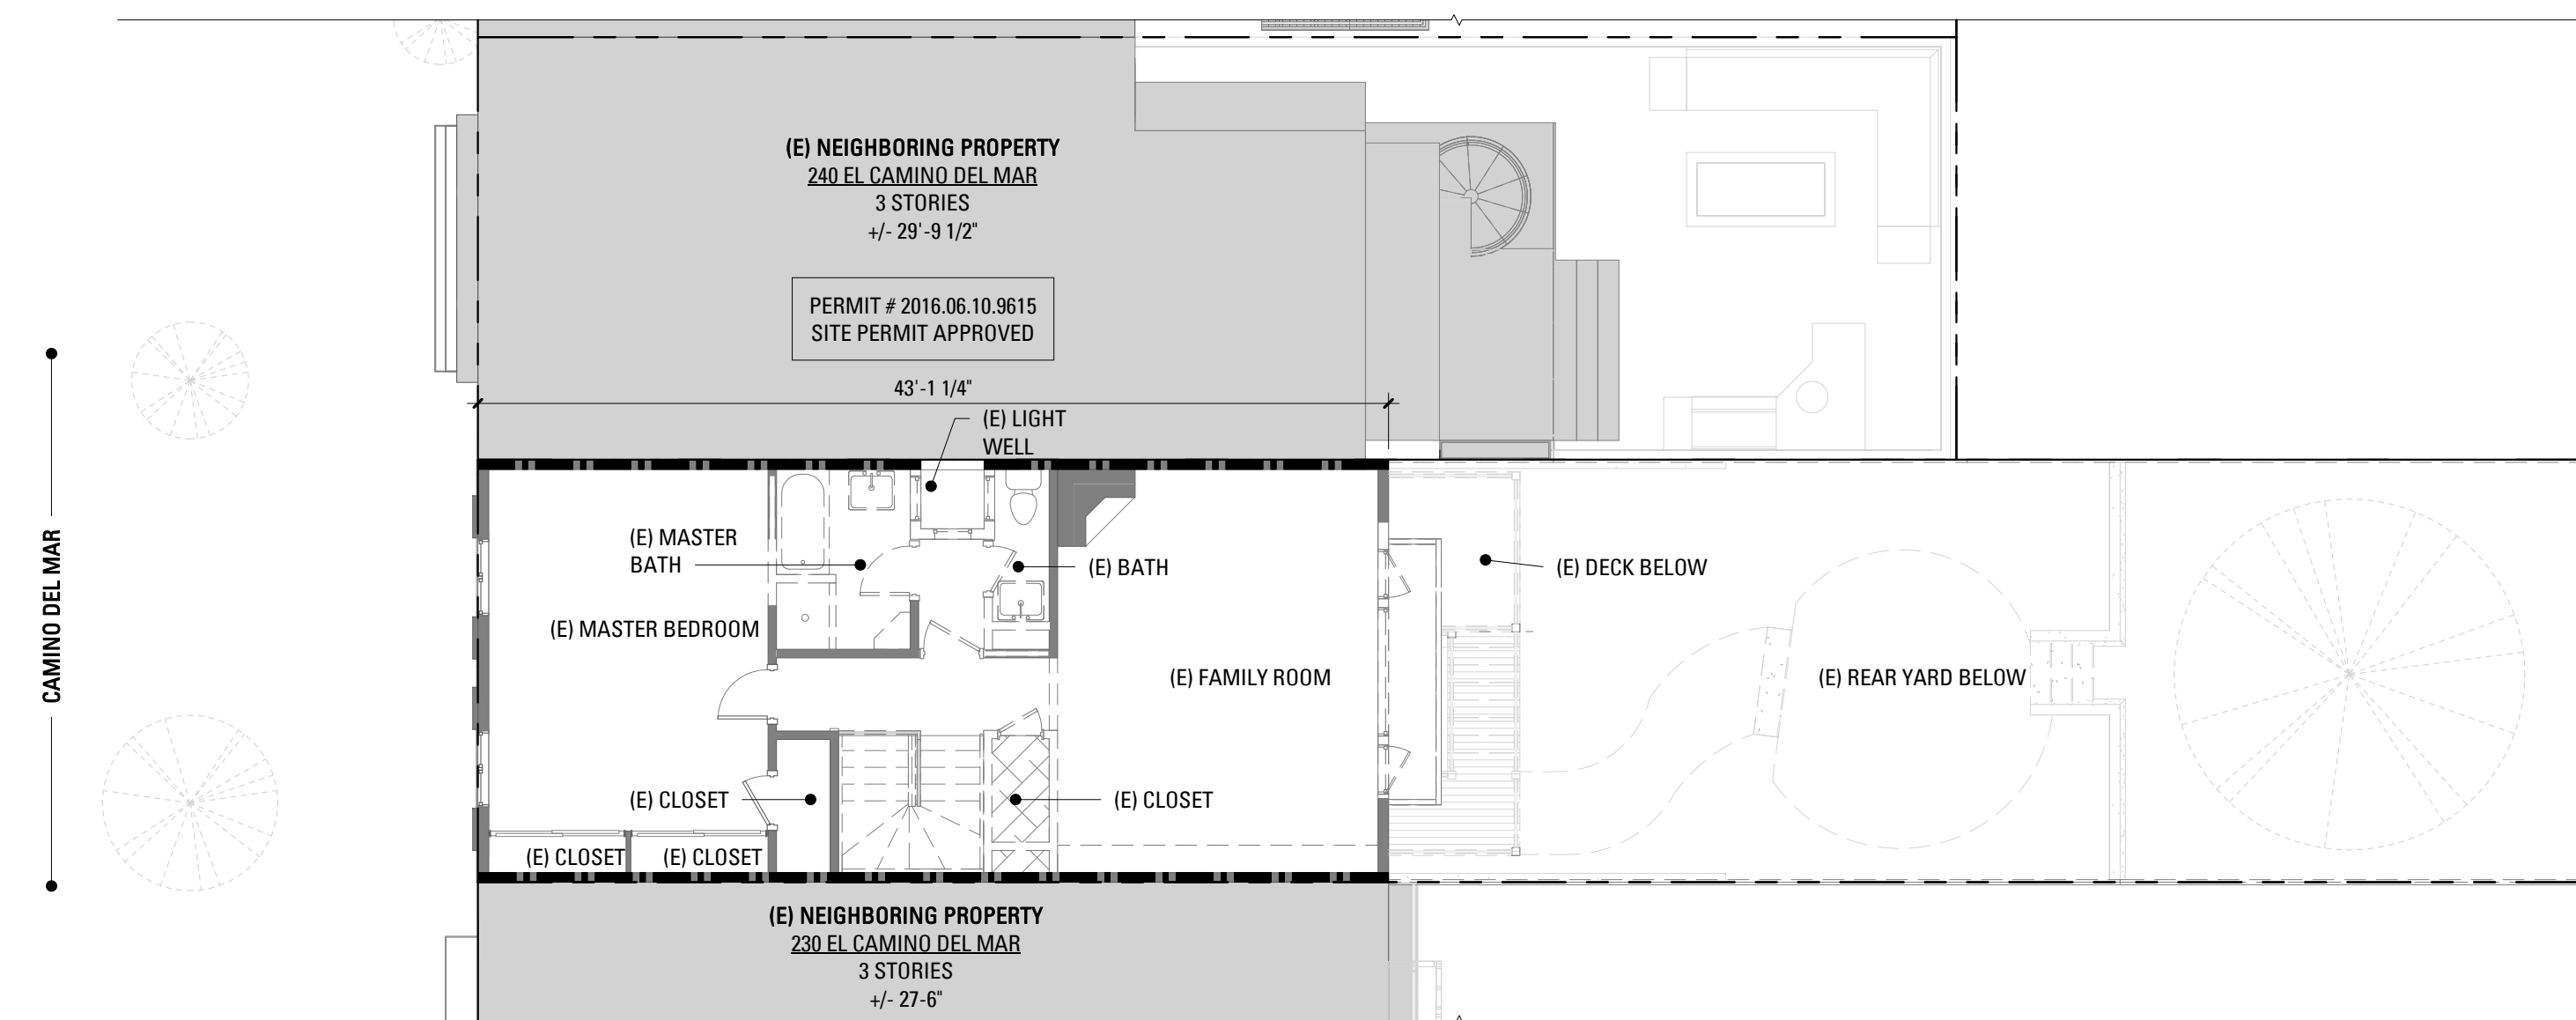 (E) NEIGHBORING PROPERTY
240 EL CAMINO DEL MAR
3 STORIES
+/- 29'-9 1/2"
PERMIT # 2016.06.10.9615
SITE PERMIT APPROVED
43'-1 1/4"
(E) LIGHT
WELL
CAMINO DEL MAR
(E) MASTER
BATH
(E) BATH
(E) DECK BELOW
(E) MASTER BEDROOM
(E) FAMILY ROOM
(E) REAR YARD BELOW
(E) CLOSET
(E) CLOSET
(E) CLOSET
(E) CLOSET
(E) NEIGHBORING PROPERTY
230 EL CAMINO DEL MAR
3 STORIES
+/- 27-6"